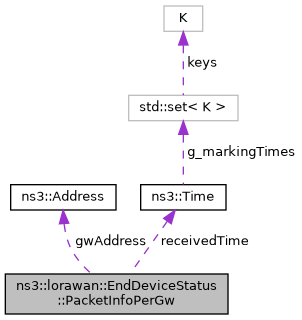 K
keys
std::set< K >
g_markingTimes
ns3::Address
ns3::Time
gwAddress
receivedTime
ns3::lorawan::EndDeviceStatus
::PacketInfoPerGw